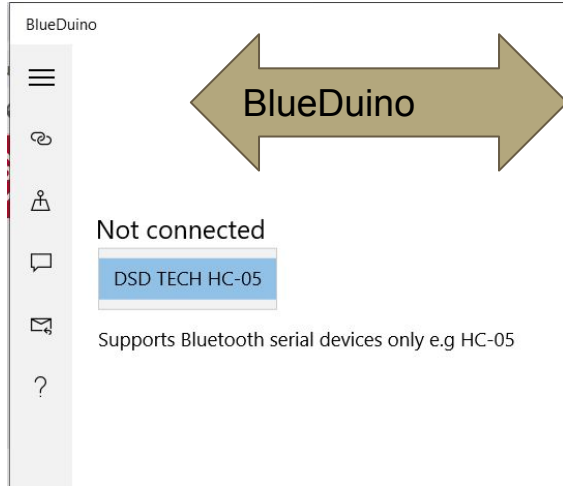 BlueDuino
BlueDuino
Not connected
DSD TECH HC-05
Supports Bluetooth serial devices only e.g HC-05
?